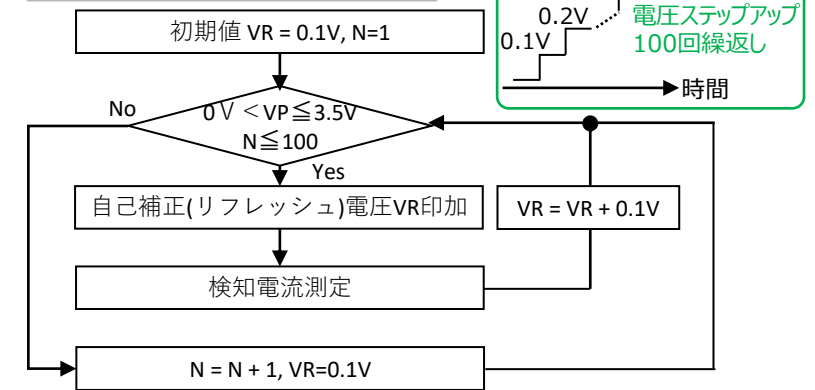 初期値 VR = 0.1V, N=1
0.2V
0.1V
電圧ステップアップ
100回繰返し
時間
No
0Ｖ ＜VP≦3.5V
N≦100
Yes
自己補正(リフレッシュ)電圧VR印加
VR = VR + 0.1V
検知電流測定
N = N + 1, VR=0.1V